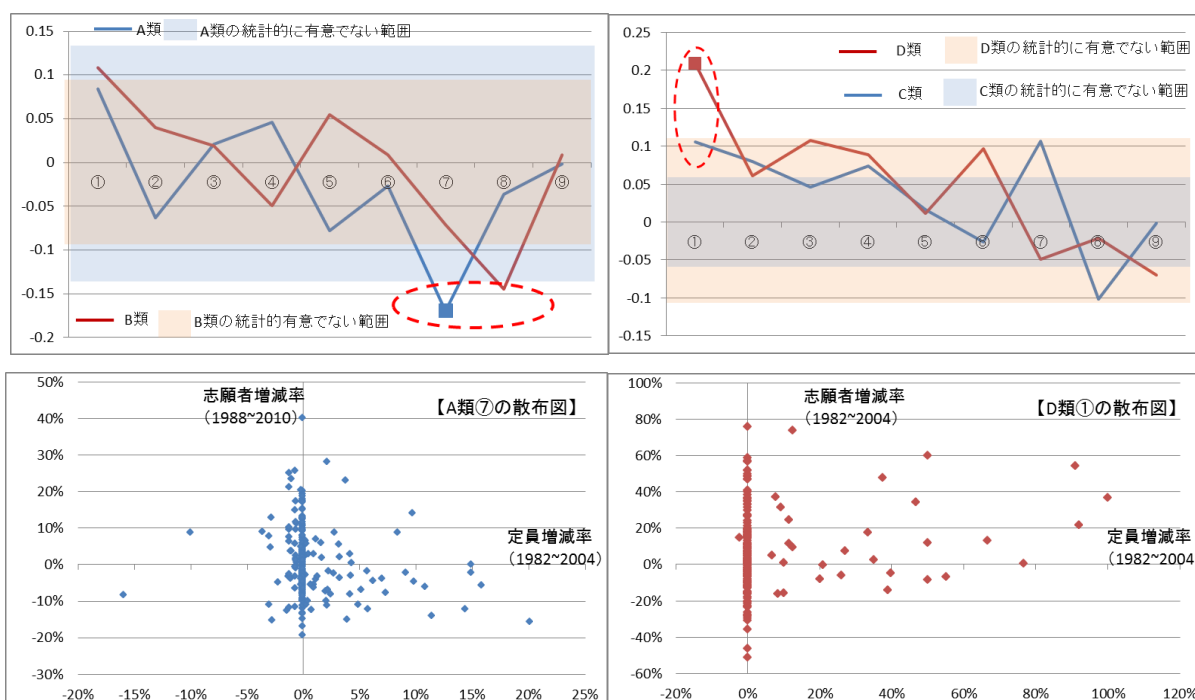 0.15
0.1
0.05
0
-0.05
-0.1
-0.15
-0.2
A類 A類の統計的に有意でない範囲
① ② ③ ④ ⑤ ⑥ ⑦ ⑧ ⑨
B類 B類の統計的有意でない範囲
0.25
0.2
0.15
0.1
0.05
0
-0.05
-0.1
-0.15
D類 D類の統計的に有意でない範囲
C類 C類の統計的に有意でない範囲
① ② ③ ④ ⑤ ⑥ ⑦ ⑧ ⑨
50%
40%
30%
20%
10%
0%
-10%
-20%
-30%
志願者増減率
(1988~2010)
【A類⑦の散布図】
定員増減率
(1982~2004)
-20% -15% -10% -5% 0% 5% 10% 15% 20% 25%
100%
80%
60%
40%
20%
0%
-20%
-40%
-60%
志願者増減率
(1982~2004)
【D類①の散布図】
定員増減率
(1982~2004
-20% 0% 20% 40% 60% 80% 100% 120%